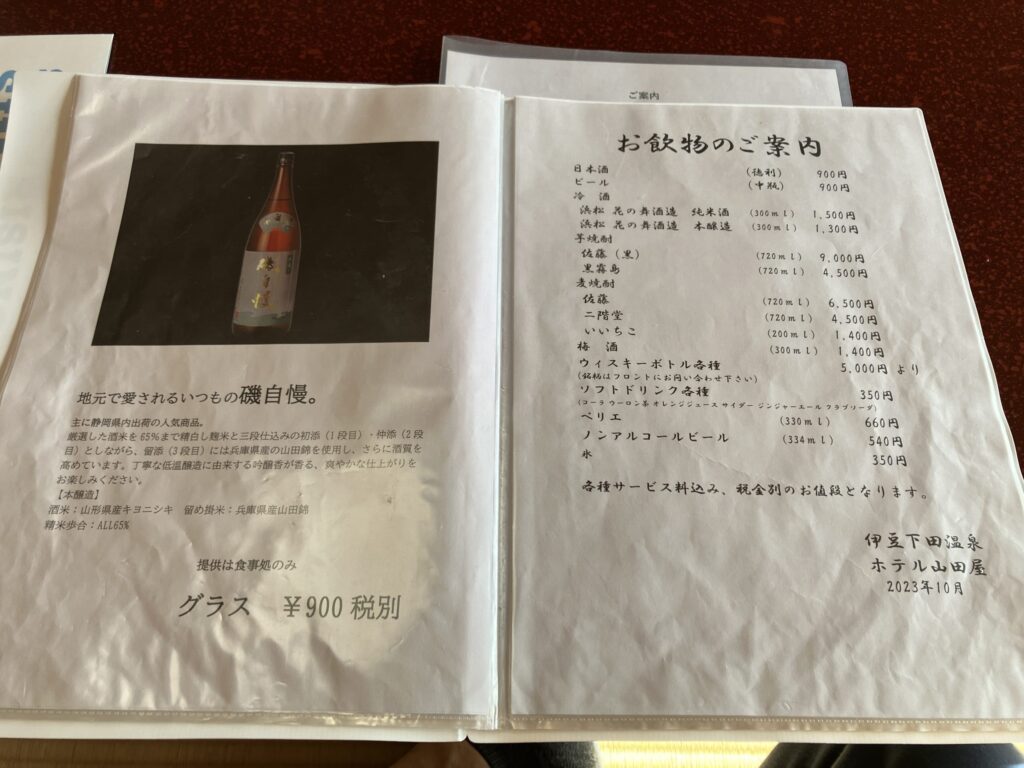 磯自慢
地元で愛されるいつもの磯自慢。
主に静岡県内出荷の人気商品。
厳選した酒米を65%まで精白し麹米と三段仕込みの初添（1段目）・仲添（2段
目）としながら、留添（3段目）には兵庫県産の山田錦を使用し、さらに酒質を
高めています。丁寧な低温醸造に由来する吟醸香が香る、爽やかな仕上がりを
お楽しみください。
【本醸造】
酒米：山形県産キヨニシキ　留め掛米：兵庫県産山田錦
精米歩合：ALL65%
提供は食事処のみ
グラス　￥900 税別
ご案内
お飲物のご案内
日本酒　（徳利）　900円
ビール　（中瓶）　900円
冷　酒
浜松 花の舞酒造　純米酒　（300ml）　1,500円
浜松 花の舞酒造　本醸造　（300ml）　1,300円
芋焼酎
佐藤（黒）　（720ml）　9,000円
黒霧島　（720ml）　4,500円
麦焼酎
佐藤　（720ml）　6,500円
二階堂　（720ml）　4,500円
いいちこ　（200ml）　1,400円
梅　酒　（300ml）　1,400円
ウィスキーボトル各種　5,000円 より
（銘柄はフロントにお問い合わせ下さい）
ソフトドリンク各種　350円
（コーラ ウーロン茶 オレンジジュース サイダー ジンジャーエール クラブソーダ）
ペリエ　（330ml）　660円
ノンアルコールビール　（334ml）　540円
氷　350円
各種サービス料込み、税金別のお値段となります。
伊豆下田温泉
ホテル山田屋
2023年10月